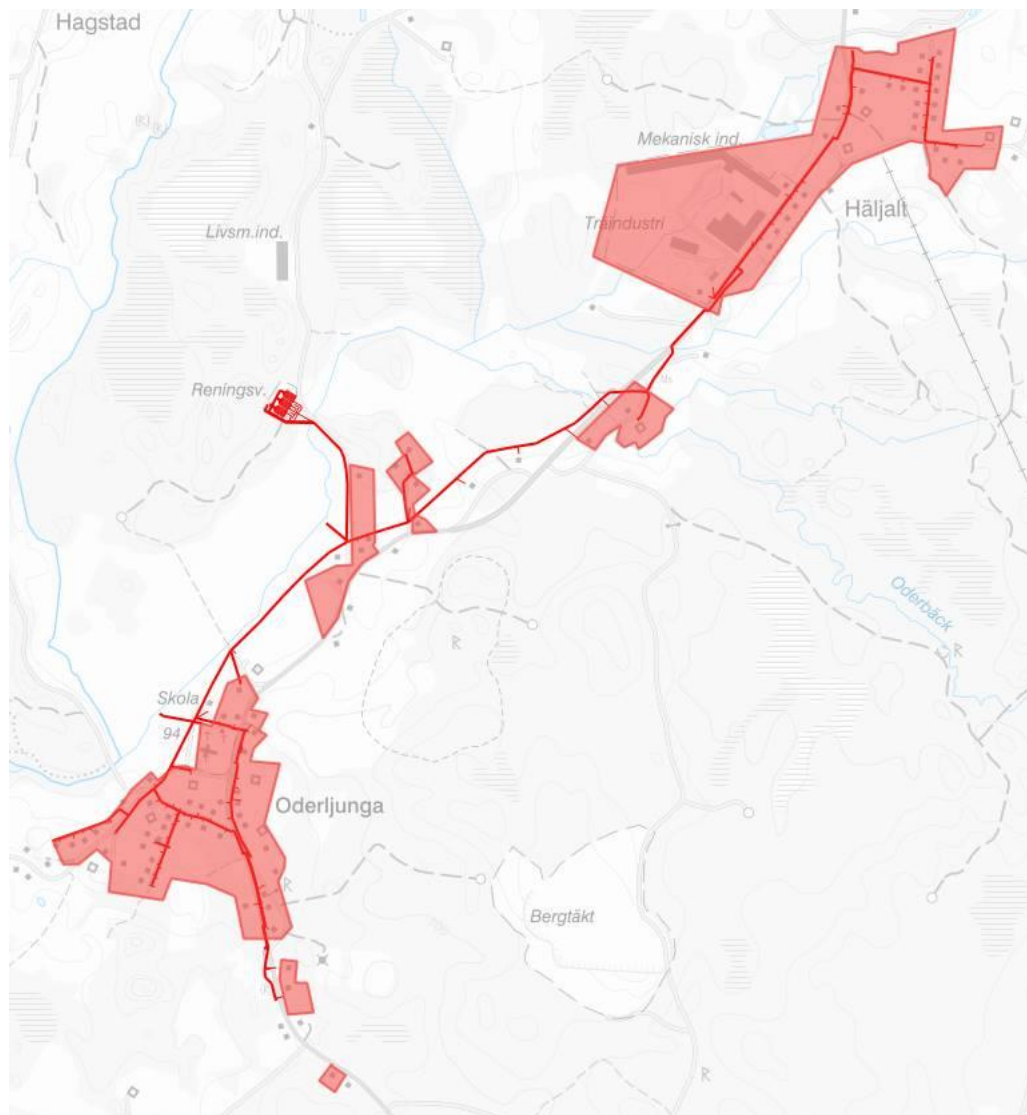 Hagstad
Mekanisk ind.
Häljalt
Träindustri
Livsm.ind.
Reningsv.
Oderbäck
R
R
Skola
94
Oderljunga
R
Bergtäkt
R